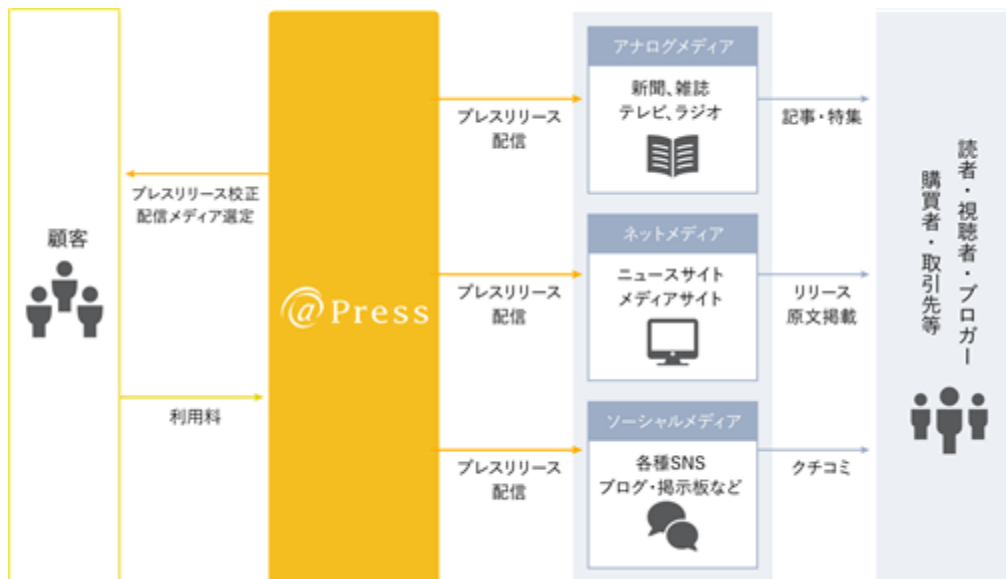 顧客
プレスリリース校正
配信メディア選定
利用料
@Press
プレスリリース
配信
プレスリリース
配信
プレスリリース
配信
アナログメディア
新聞、雑誌
テレビ、ラジオ
ネットメディア
ニュースサイト
メディアサイト
ソーシャルメディア
各種SNS
ブログ・掲示板など
記事・特集
リリース
原文掲載
クチコミ
読者・視聴者・ブロガー
購買者・取引先等